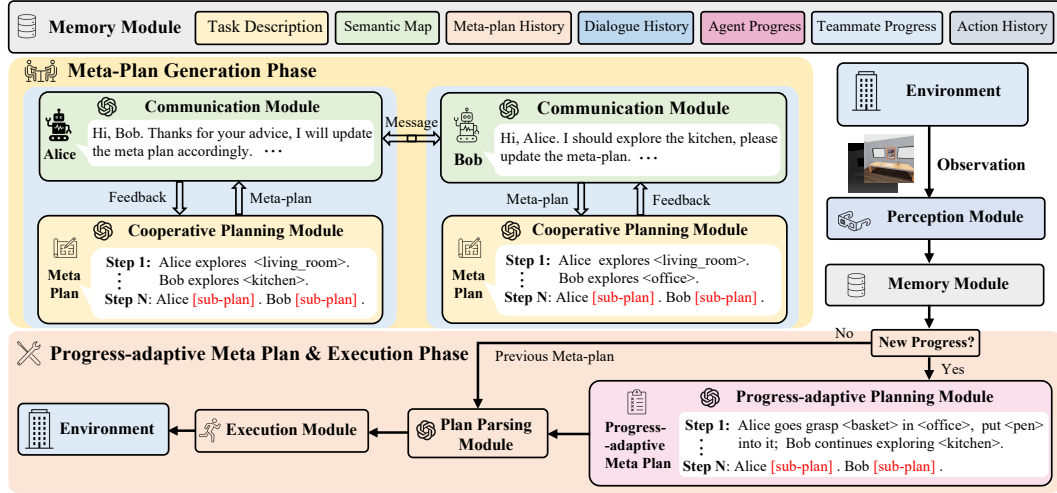 Memory Module
Task Description
Semantic Map
Meta-plan History
Dialogue History
Agent Progress
Teammate Progress
Action History
Meta-Plan Generation Phase
Communication Module
Alice
Hi, Bob. Thanks for your advice, I will update
the meta plan accordingly. ···
Message
Communication Module
Bob
Hi, Alice. I should explore the kitchen, please
update the meta-plan. ···
Feedback
Meta-plan
Meta-plan
Feedback
Cooperative Planning Module
Meta
Plan
Step 1: Alice explores <living_room>.
Bob explores <kitchen>.
⋮
Step N: Alice [sub-plan] . Bob [sub-plan] .
Cooperative Planning Module
Meta
Plan
Step 1: Alice explores <living_room>.
Bob explores <office>.
⋮
Step N: Alice [sub-plan] . Bob [sub-plan] .
Environment
Observation
Perception Module
Memory Module
New Progress?
No
Yes
Progress-adaptive Meta Plan & Execution Phase
Previous Meta-plan
Environment
Execution Module
Plan Parsing
Module
Progress-adaptive Planning Module
Progress-
-adaptive
Meta Plan
Step 1: Alice goes grasp <basket> in <office>, put <pen>
into it; Bob continues exploring <kitchen>.
⋮
Step N: Alice [sub-plan] . Bob [sub-plan] .